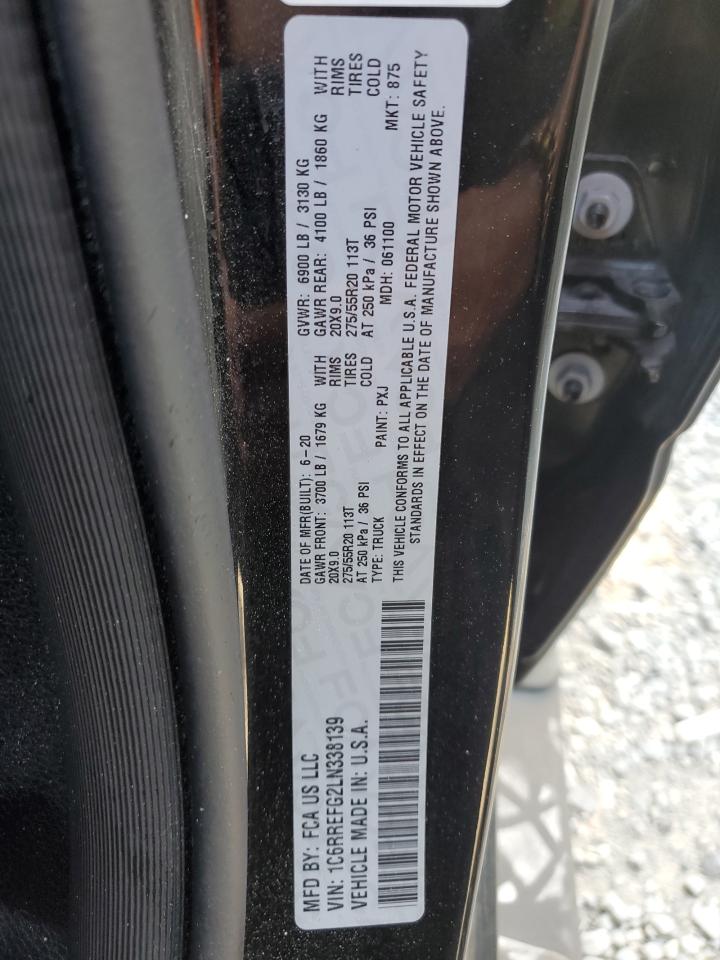 MFD BY: FCA US LLC
VIN: 1C6RREFG2LN338139
VEHICLE MADE IN: U.S.A.
DATE OF MFR(BUILT): 6-20 GVWR: 6900 LB / 3130 KG
GAWR FRONT: 3700 LB / 1679 KG WITH GAWR REAR: 4100 LB / 1860 KG WITH
20X9.0 RIMS 20X9.0 RIMS
275/55R20 113T TIRES 275/55R20 113T TIRES
AT 250 kPa / 36 PSI COLD AT 250 kPa / 36 PSI COLD
TYPE: TRUCK PAINT: PXJ MDH: 061100 MKT: 875
THIS VEHICLE CONFORMS TO ALL APPLICABLE U.S.A. FEDERAL MOTOR VEHICLE SAFETY
STANDARDS IN EFFECT ON THE DATE OF MANUFACTURE SHOWN ABOVE.